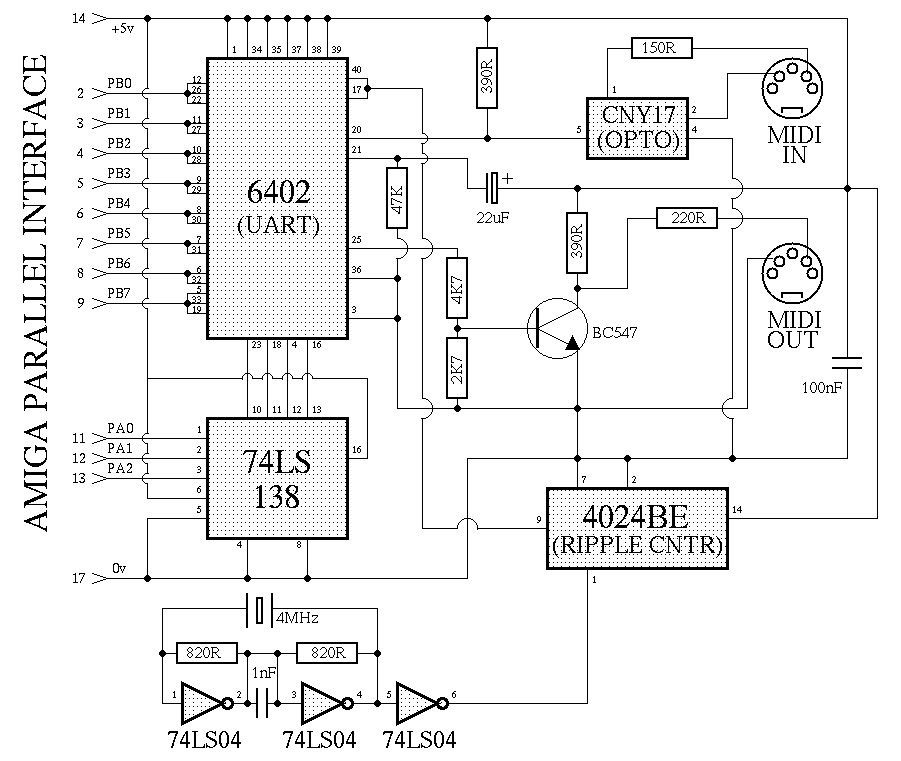 AMIGA PARALLEL INTERFACE
14
+5v
2 PB0
3 PB1
4 PB2
5 PB3
6 PB4
7 PB5
8 PB6
9 PB7
11 PA0
12 PA1
13 PA2
17 0v
1 34 35 37 38 39
12
26
22
11
27
10
28
9
29
8
30
7
31
6
32
5
33
19
6402
(UART)
40
17
20
21
25
36
3
23 18 4 16
10 11 12 13
1
2
3
6
5
74LS
138
16
4 8
390R
47K
22uF
+
4K7
2K7
390R
BC547
150R
1
5
CNY17
(OPTO)
2
4
MIDI
IN
220R
MIDI
OUT
100nF
7 2
9
4024BE
(RIPPLE CNTR)
14
1
4MHz
820R
820R
1nF
1 2 3 4 5 6
74LS04 74LS04 74LS04